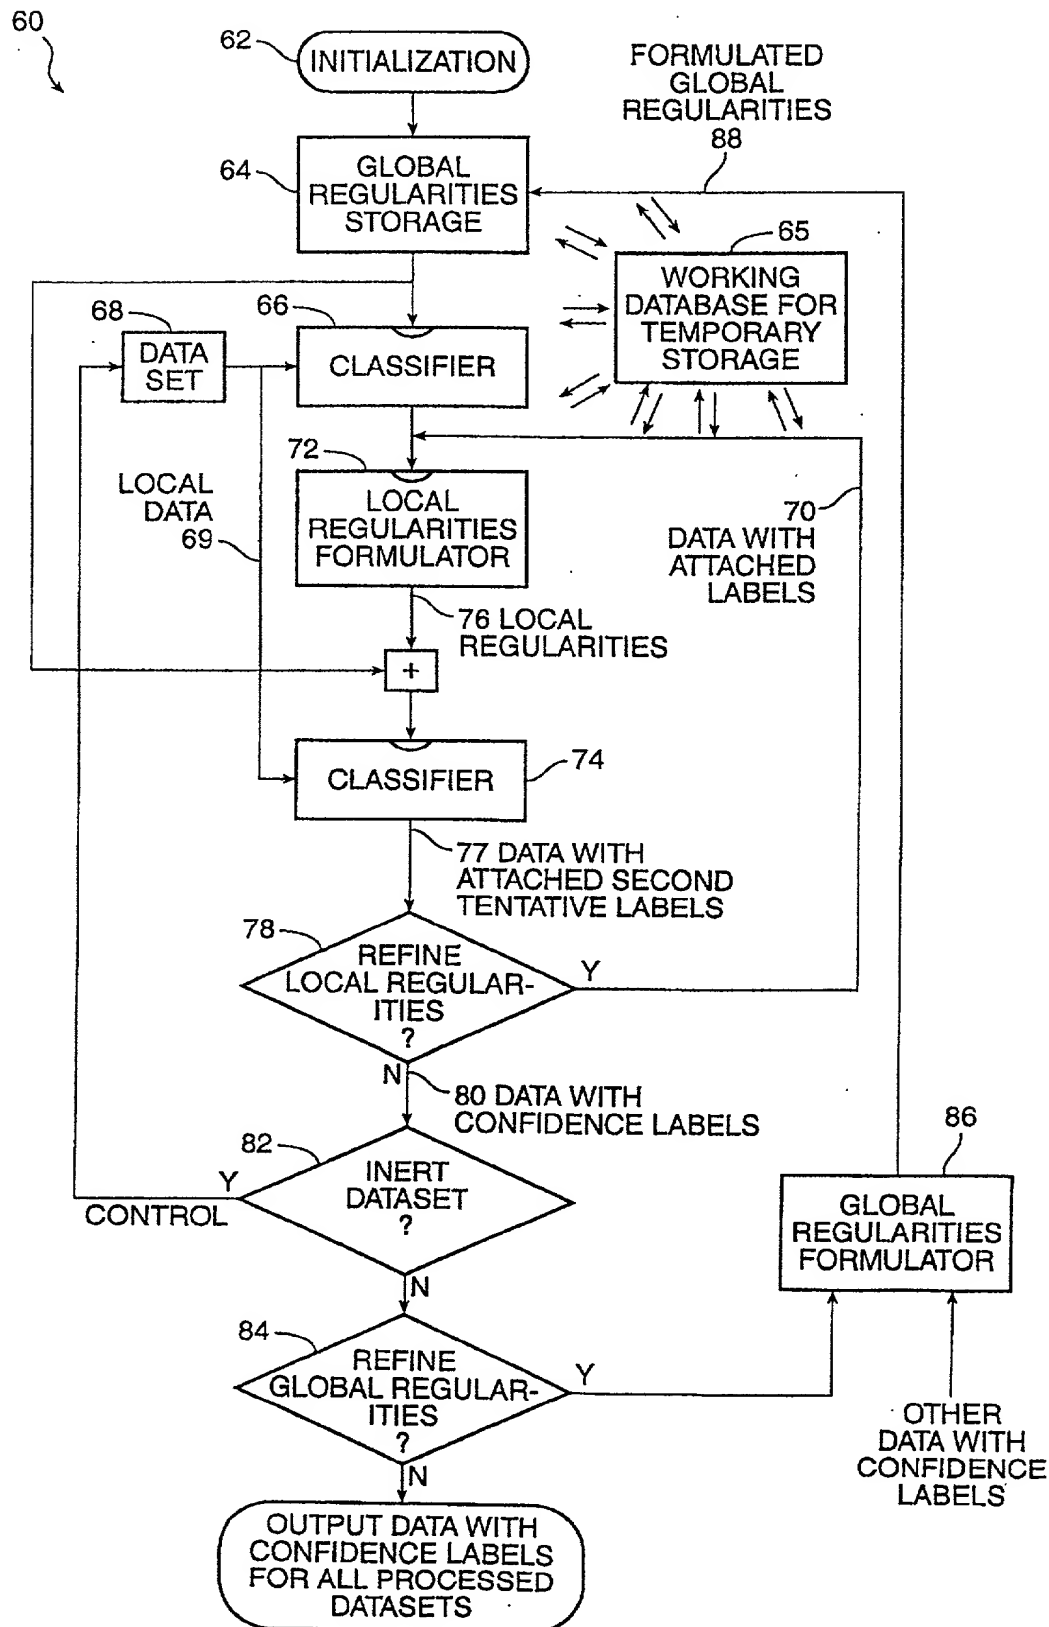 60
62
INITIALIZATION
FORMULATED
GLOBAL
REGULARITIES
88
64
GLOBAL
REGULARITIES
STORAGE
65
WORKING
DATABASE FOR
TEMPORARY
STORAGE
68
DATA
SET
66
CLASSIFIER
72
LOCAL
REGULARITIES
FORMULATOR
LOCAL
DATA
69
70
DATA WITH
ATTACHED
LABELS
76 LOCAL
REGULARITIES
+
CLASSIFIER
74
77 DATA WITH
ATTACHED SECOND
TENTATIVE LABELS
78
REFINE
LOCAL REGULAR-
ITIES
?
Y
N
80 DATA WITH
CONFIDENCE LABELS
82
INERT
DATASET
?
Y
CONTROL
N
86
GLOBAL
REGULARITIES
FORMULATOR
84
REFINE
GLOBAL REGULAR-
ITIES
?
Y
N
OTHER
DATA WITH
CONFIDENCE
LABELS
OUTPUT DATA WITH
CONFIDENCE LABELS
FOR ALL PROCESSED
DATASETS